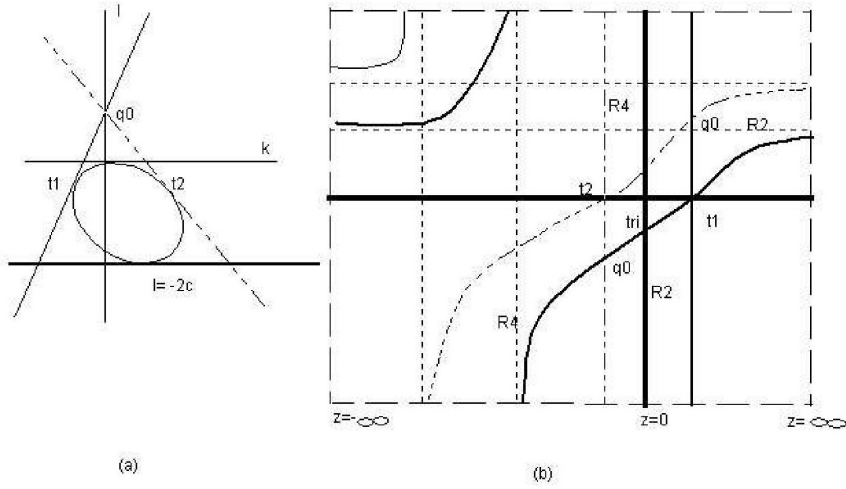 l
q0
k
t1
t2
l= -2c
(a)
R4
q0
R2
t2
tri
t1
q0
R2
R4
z=-∞
z=0
z= ∞
(b)